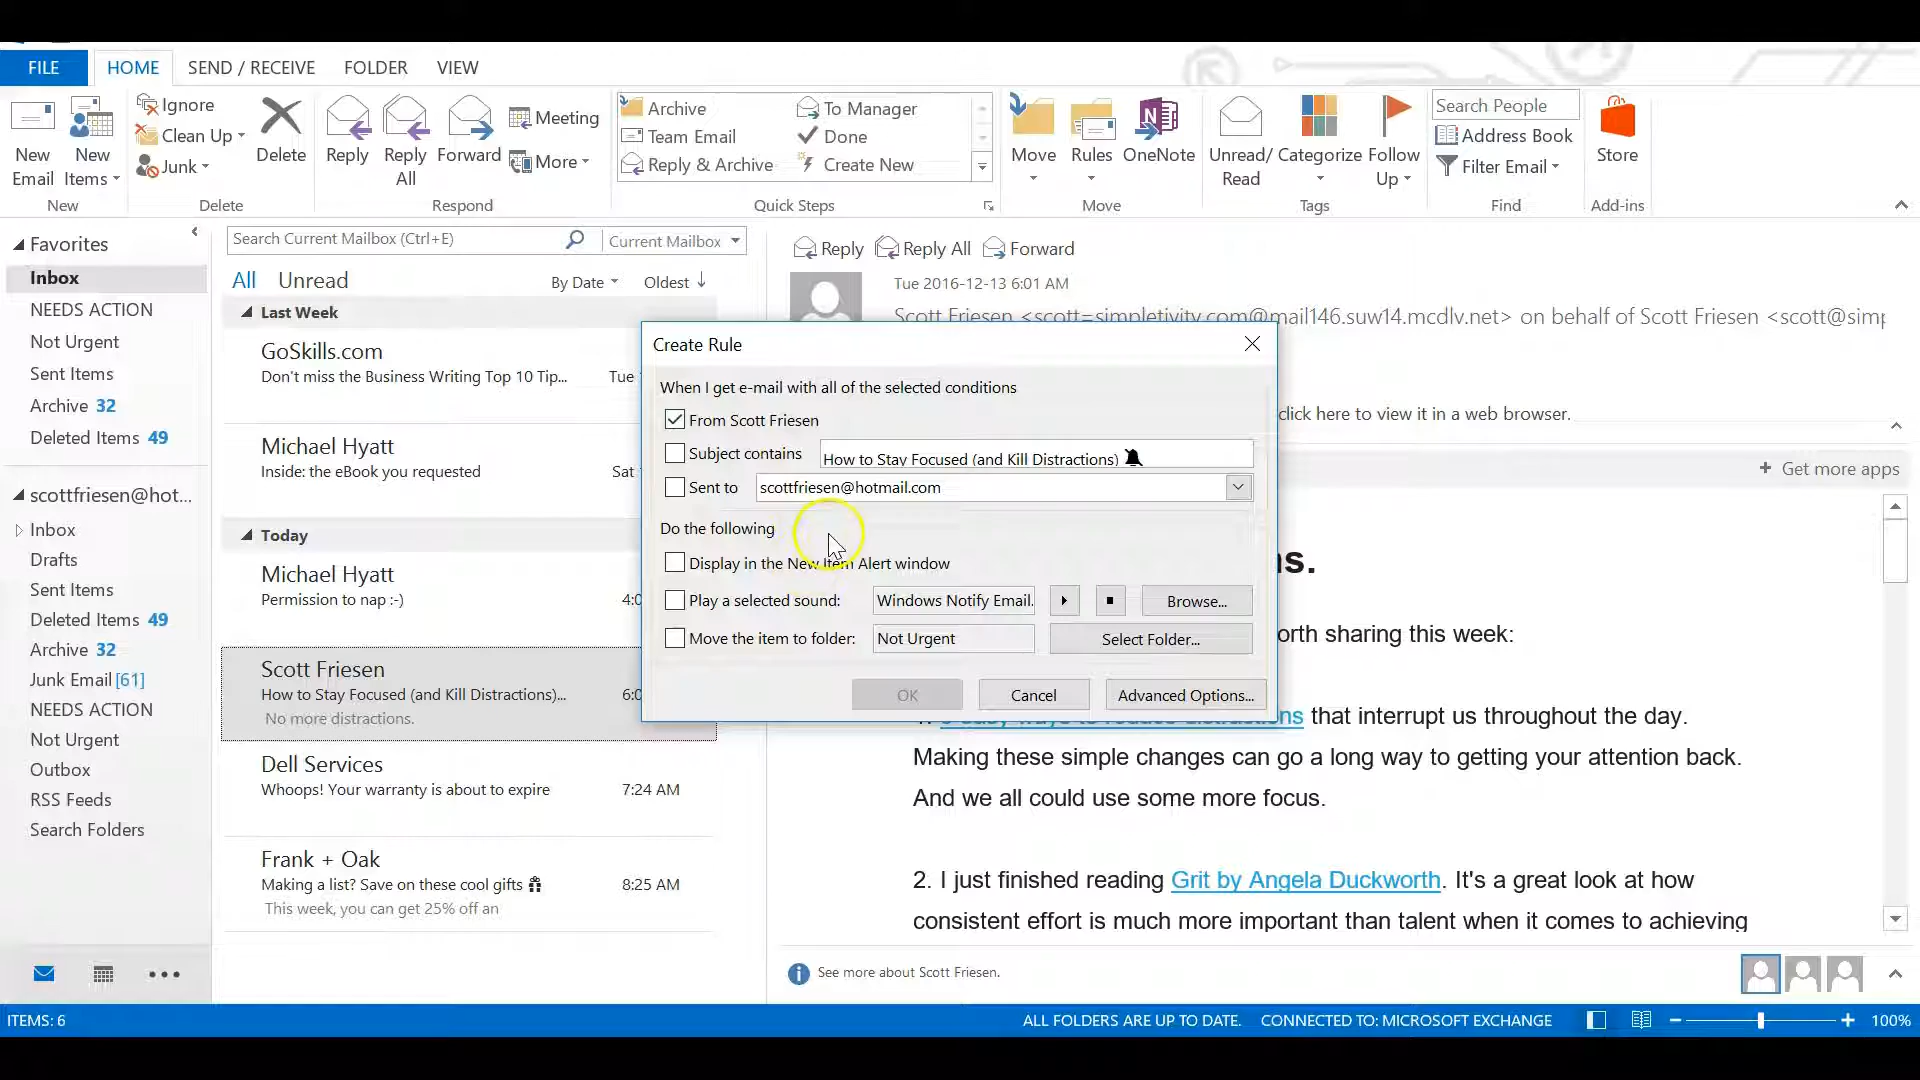 FILE HOME SEND / RECEIVE FOLDER VIEW
New Email
New Items
New
Ignore
Clean Up
Junk
Delete
Delete
Reply
Reply All
Forward
Meeting
More
Respond
Archive
Team Email
Reply & Archive
To Manager
Done
Create New
Quick Steps
Move
Rules
OneNote
Move
Unread/ Read
Categorize
Follow Up
Tags
Search People
Address Book
Filter Email
Find
Store
Add-ins
Favorites
Inbox
NEEDS ACTION
Not Urgent
Sent Items
Archive 32
Deleted Items 49
scottfriesen@hot...
Inbox
Drafts
Sent Items
Deleted Items 49
Archive 32
Junk Email [61]
NEEDS ACTION
Not Urgent
Outbox
RSS Feeds
Search Folders
Search Current Mailbox (Ctrl+E)
Current Mailbox
All Unread
By Date
Oldest
Last Week
GoSkills.com
Don't miss the Business Writing Top 10 Tip... Tue
Michael Hyatt
Inside: the eBook you requested Sat
Today
Michael Hyatt
Permission to nap :-) 4:0
Scott Friesen
How to Stay Focused (and Kill Distractions)... 6:0
No more distractions.
Dell Services
Whoops! Your warranty is about to expire 7:24 AM
Frank + Oak
Making a list? Save on these cool gifts 8:25 AM
This week, you can get 25% off an
Reply Reply All Forward
Tue 2016-12-13 6:01 AM
Scott Friesen <scott=simpletivity.com@mail146.suw14.mcdlv.net> on behalf of Scott Friesen <scott@simp
click here to view it in a web browser.
+ Get more apps
Create Rule
When I get e-mail with all of the selected conditions
From Scott Friesen
Subject contains How to Stay Focused (and Kill Distractions)
Sent to scottfriesen@hotmail.com
Do the following
Display in the New Item Alert window
Play a selected sound: Windows Notify Email. Browse...
Move the item to folder: Not Urgent Select Folder...
OK Cancel Advanced Options...
ns.
orth sharing this week:
that interrupt us throughout the day.
Making these simple changes can go a long way to getting your attention back.
And we all could use some more focus.
2. I just finished reading Grit by Angela Duckworth. It's a great look at how
consistent effort is much more important than talent when it comes to achieving
See more about Scott Friesen.
ITEMS: 6 ALL FOLDERS ARE UP TO DATE. CONNECTED TO: MICROSOFT EXCHANGE 100%